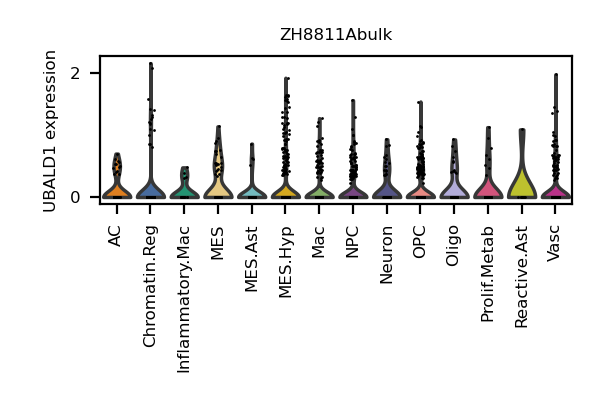 ZH8811Abulk
UBALD1 expression
2
0
AC
Chromatin.Reg
Inflammatory.Mac
MES
MES.Ast
MES.Hyp
Mac
NPC
Neuron
OPC
Oligo
Prolif.Metab
Reactive.Ast
Vasc